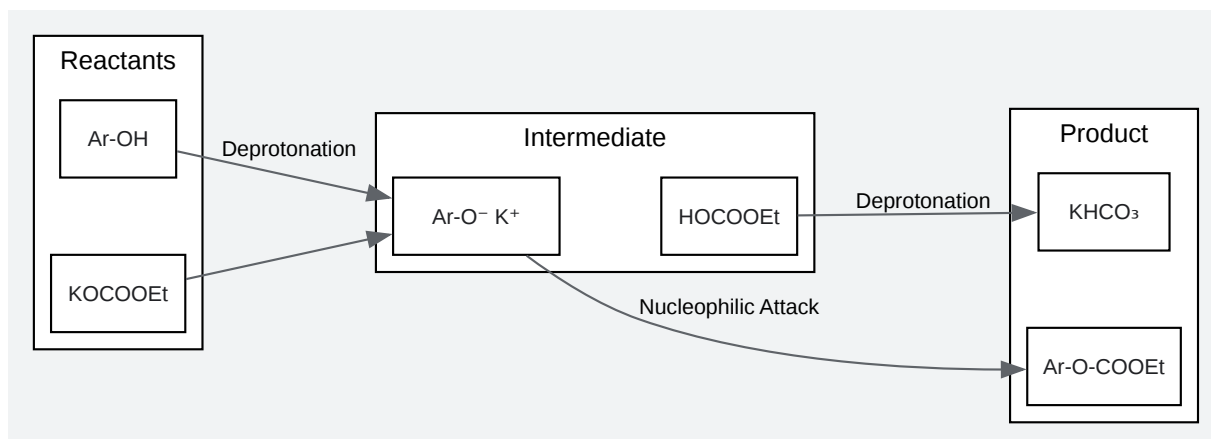 Reactants
Ar-OH
KOCOOEt
Deprotonation
Intermediate
Ar-O⁻ K⁺
HOCOOEt
Nucleophilic Attack
Deprotonation
Product
KHCO₃
Ar-O-COOEt